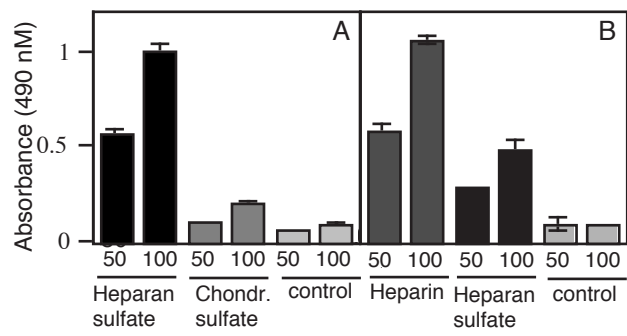 A
B
Absorbance (490 nM)
1
0.5
0
50 100 50 100 50 100 50 100 50 100 50 100
Heparan sulfate
Chondr. sulfate
control
Heparin
Heparan sulfate
control